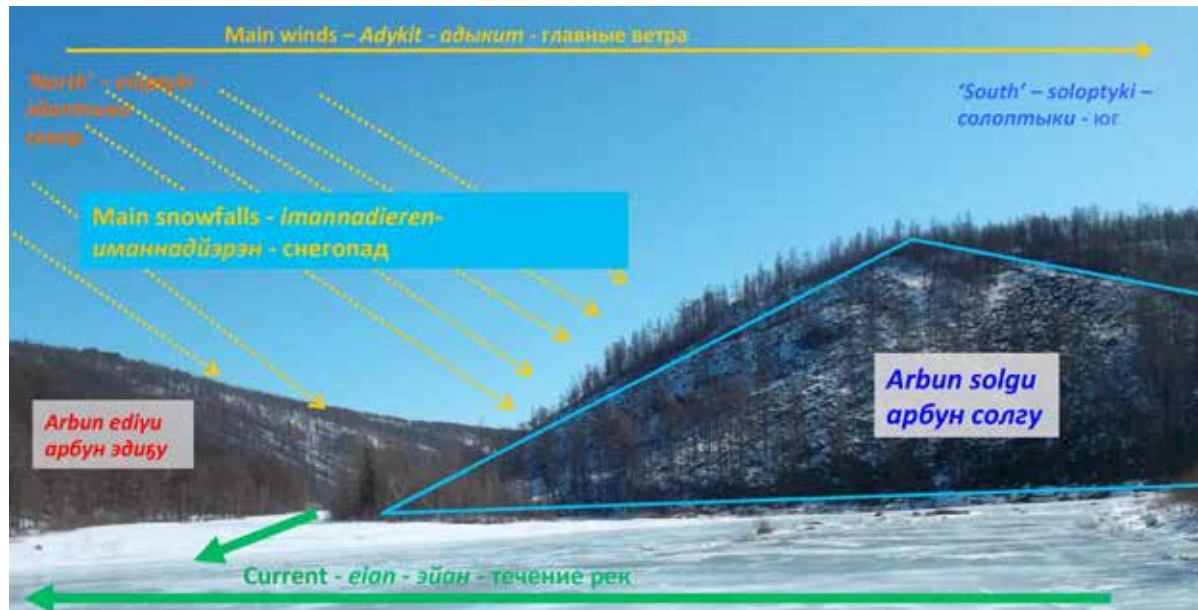 Main winds – Adykit - адыкит - главные ветра
'North' –
север
'South' – soloptyki –
солоптыки - юг
Main snowfalls - imannadieren-
иманнадйэрэн - снегопад
Arbun ediyu
арбун эдиҕу
Arbun solgu
арбун солгу
Current - eian - эйан - течение рек